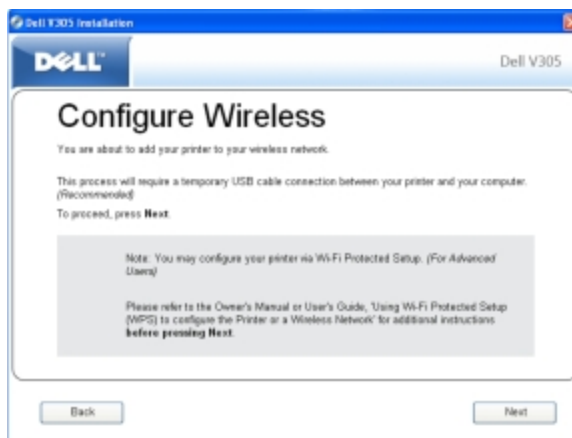 Dell V305 Installation
DELL™
Dell V305
Configure Wireless
You are about to add your printer to your wireless network.
This process will require a temporary USB cable connection between your printer and your computer.
(Recommended)
To proceed, press Next.
Note: You may configure your printer via Wi-Fi Protected Setup. (For Advanced
Users)
Please refer to the Owner's Manual or User's Guide, 'Using Wi-Fi Protected Setup
(WPS) to configure the Printer or a Wireless Network' for additional instructions
before pressing Next.
Back
Next